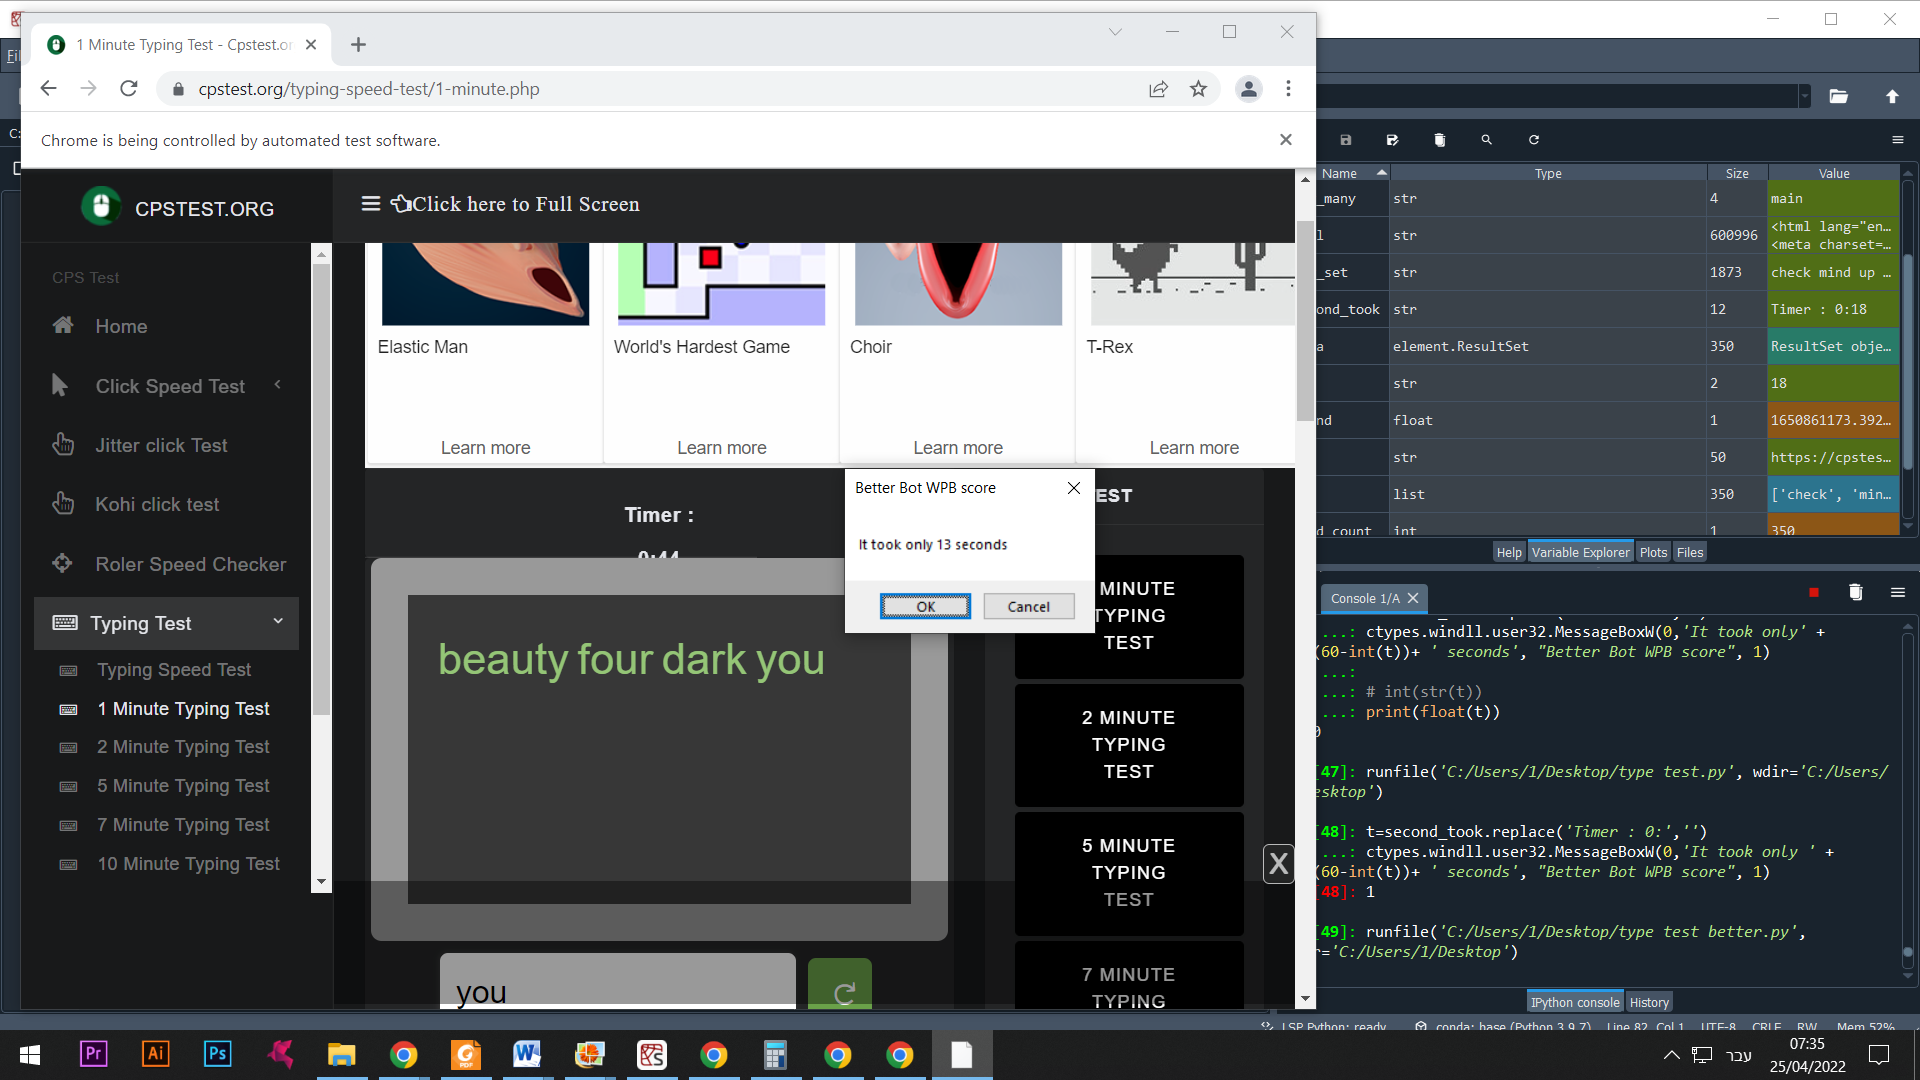 1 Minute Typing Test - Cpstest.or
cpstest.org/typing-speed-test/1-minute.php
Chrome is being controlled by automated test software.
CPSTEST.ORG
Click here to Full Screen
CPS Test
Home
Click Speed Test
Jitter click Test
Kohi click test
Roler Speed Checker
Typing Test
Typing Speed Test
1 Minute Typing Test
2 Minute Typing Test
5 Minute Typing Test
7 Minute Typing Test
10 Minute Typing Test
Elastic Man
World's Hardest Game
Choir
T-Rex
Learn more
Learn more
Learn more
Learn more
Timer :
0:44
beauty four dark you
you
Better Bot WPB score
It took only 13 seconds
OK
Cancel
EST
MINUTE
TYPING
TEST
2 MINUTE
TYPING
TEST
5 MINUTE
TYPING
TEST
7 MINUTE
TYPING
X
Name Type Size Value
_many str 4 main
l str 600996 <html lang="en…
<meta charset=…
_set str 1873 check mind up …
ond_took str 12 Timer : 0:18
a element.ResultSet 350 ResultSet obje…
str 2 18
nd float 1 1650861173.392…
str 50 https://cpstes…
list 350 ['check', 'min…
d_count int 1 350
Help Variable Explorer Plots Files
Console 1/A
...: ctypes.windll.user32.MessageBoxW(0,'It took only' +
(60-int(t))+ ' seconds', "Better Bot WPB score", 1)
...:
...: # int(str(t))
...: print(float(t))
0
[47]: runfile('C:/Users/1/Desktop/type test.py', wdir='C:/Users/
esktop')
[48]: t=second_took.replace('Timer : 0:','')
...: ctypes.windll.user32.MessageBoxW(0,'It took only ' +
(60-int(t))+ ' seconds', "Better Bot WPB score", 1)
[48]: 1
[49]: runfile('C:/Users/1/Desktop/type test better.py',
r='C:/Users/1/Desktop')
IPython console History
LSP Python: ready conda: base (Python 3.9.7) Line 82, Col 1 UTF-8 CRLF RW Mem 52%
Pr Ai Ps
עבר
07:35
25/04/2022